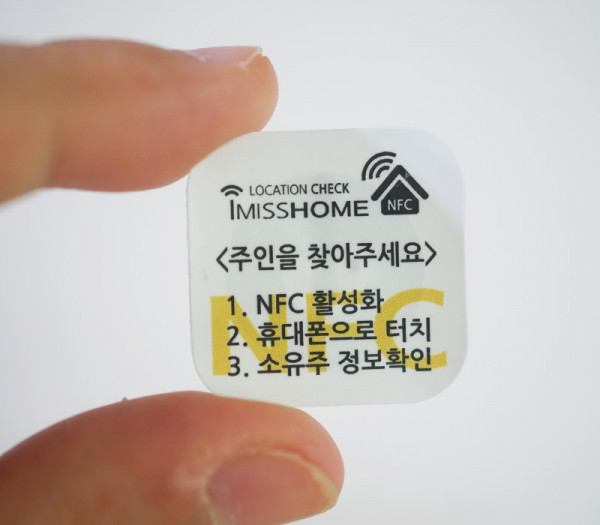 LOCATION CHECK
IMISSHOME
NFC
<주인을 찾아주세요>
NFC
1. NFC 활성화
2. 휴대폰으로 터치
3. 소유주 정보확인